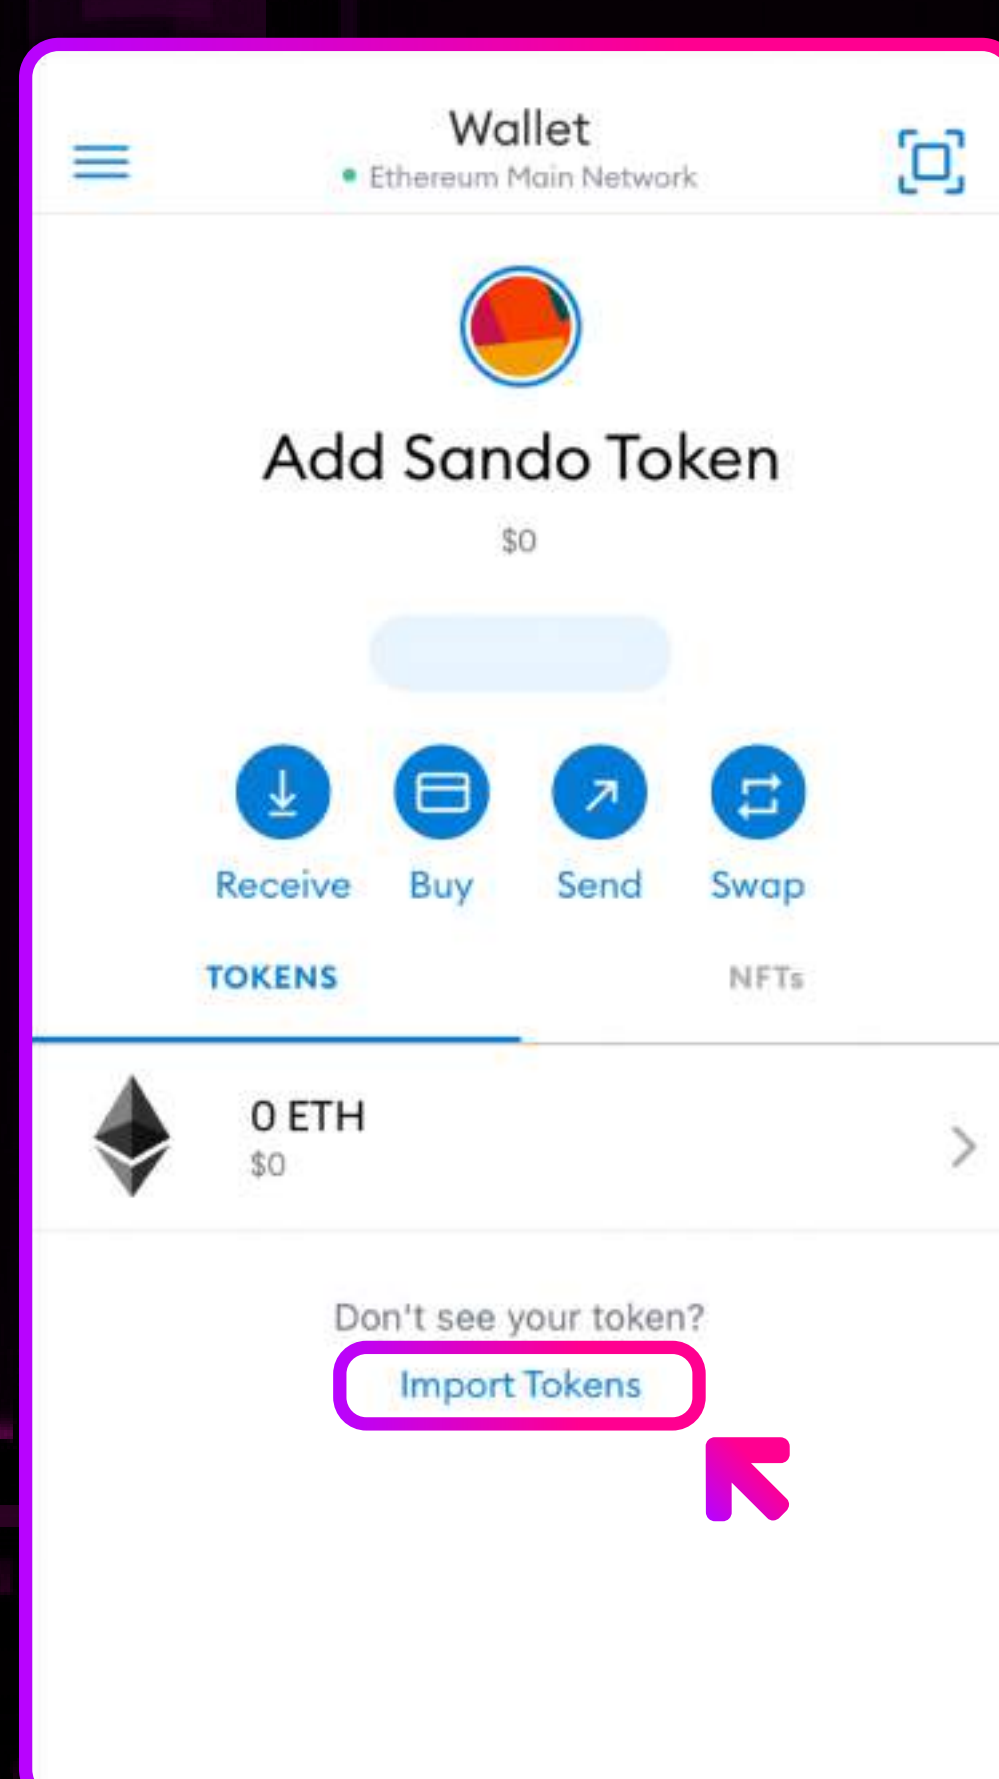 Wallet
Ethereum Main Network
Add Sando Token
$0
Receive Buy Send Swap
TOKENS NFTs
0 ETH
$0
Don't see your token?
Import Tokens